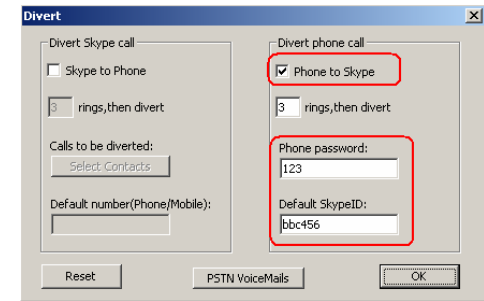 Divert
Divert Skype call
Skype to Phone
3 rings,then divert
Calls to be diverted:
Select Contacts
Default number(Phone/Mobile):
Divert phone call
Phone to Skype
3 rings,then divert
Phone password:
123
Default SkypeID:
bbc456
Reset
PSTN VoiceMails
OK